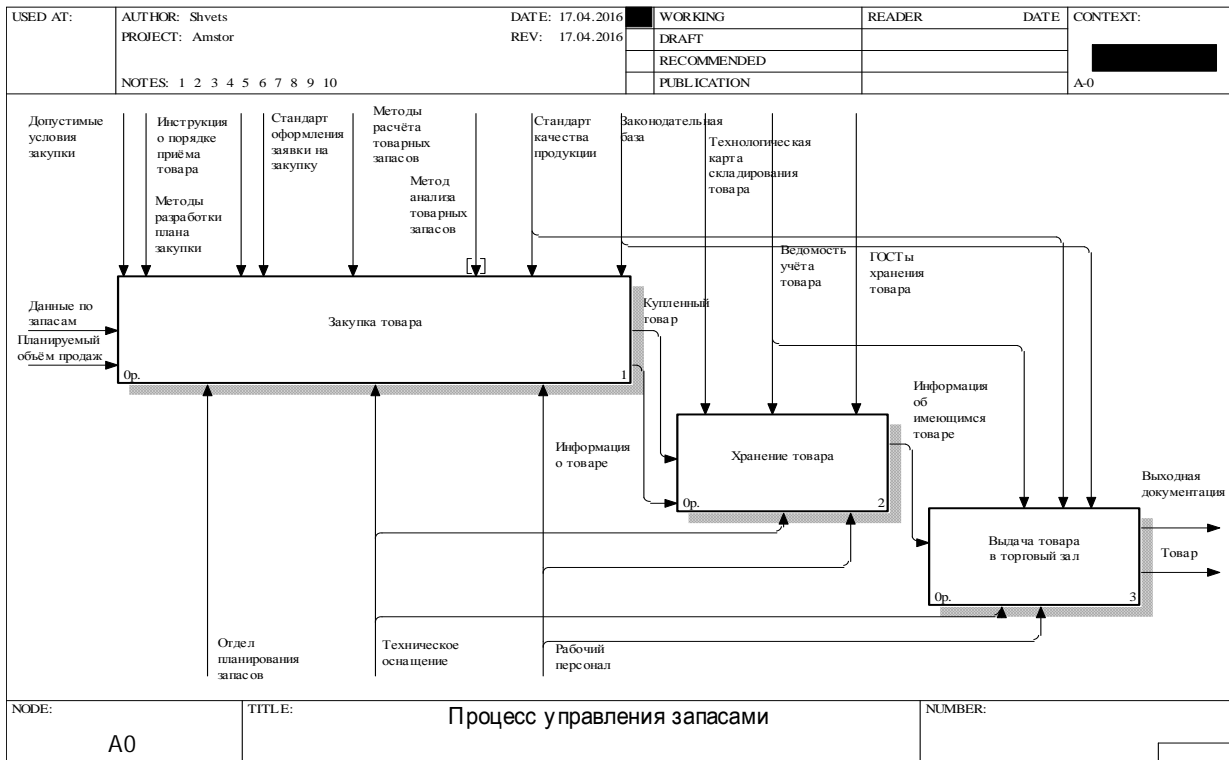 USED AT:
AUTHOR: Shvets
DATE: 17.04.2016
PROJECT: Amstor
REV: 17.04.2016
NOTES: 1 2 3 4 5 6 7 8 9 10
WORKING
DRAFT
RECOMMENDED
PUBLICATION
READER
DATE
CONTEXT:
A-0
Допустимые
условия
закупки
Инструкция
о порядке
приёма
товара
Методы
разработки
плана
закупки
Стандарт
оформления
заявки на
закупку
Методы
расчёта
товарных
запасов
Метод
анализа
товарных
запасов
Стандарт
качества
продукции
Законодательная
база
Технологическая
карта
складирования
товара
Ведомость
учёта
товара
ГОСТы
хранения
товара
Данные по
запасам
Планируемый
объём продаж
Закупка товара
0р.
1
Купленный
товар
Информация
о товаре
Хранение товара
0р.
2
Информация
об
имеющимся
товаре
Выдача товара
в торговый зал
0р.
3
Выходная
документация
Товар
Отдел
планирования
запасов
Техническое
оснащение
Рабочий
персонал
NODE:
A0
TITLE:
Процесс управления запасами
NUMBER: